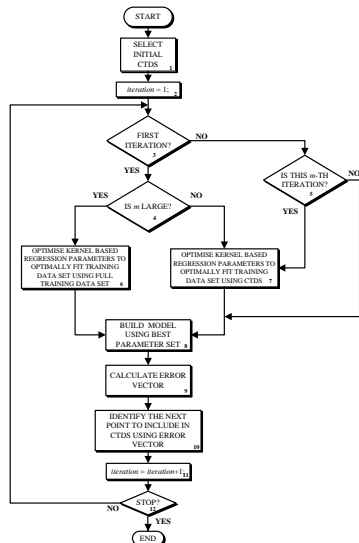 START
SELECT
INITIAL
CTDS
1
iteration = 1;
2
FIRST
ITERATION?
3
NO
YES
IS THIS m-TH
ITERATION?
5
NO
YES
IS m LARGE?
4
YES
NO
OPTIMISE KERNEL BASED
REGRESSION PARAMETERS TO
OPTIMALLY FIT TRAINING
DATA SET USING FULL
TRAINING DATA SET
6
OPTIMISE KERNEL BASED
REGRESSION PARAMETERS TO
OPTIMALLY FIT TRAINING
DATA SET USING CTDS
7
BUILD MODEL
USING BEST
PARAMETER SET
8
CALCULATE ERROR
VECTOR
9
IDENTIFY THE NEXT
POINT TO INCLUDE IN
CTDS USING ERROR
VECTOR
10
iteration = iteration+1;
11
STOP?
12
NO
YES
END